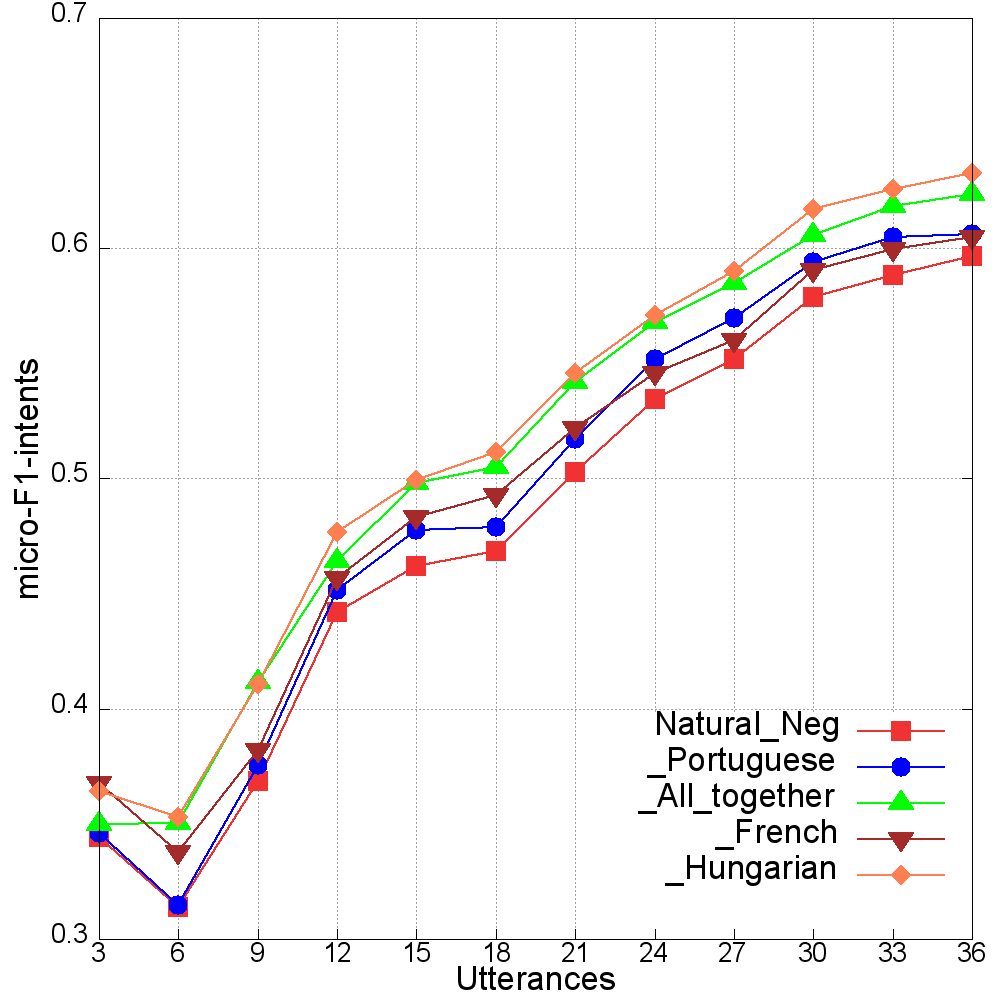 0.7
0.6
0.5
0.4
0.3
micro-F1-intents
Natural_Neg
_Portuguese
_All_together
_French
_Hungarian
3 6 9 12 15 18 21 24 27 30 33 36
Utterances